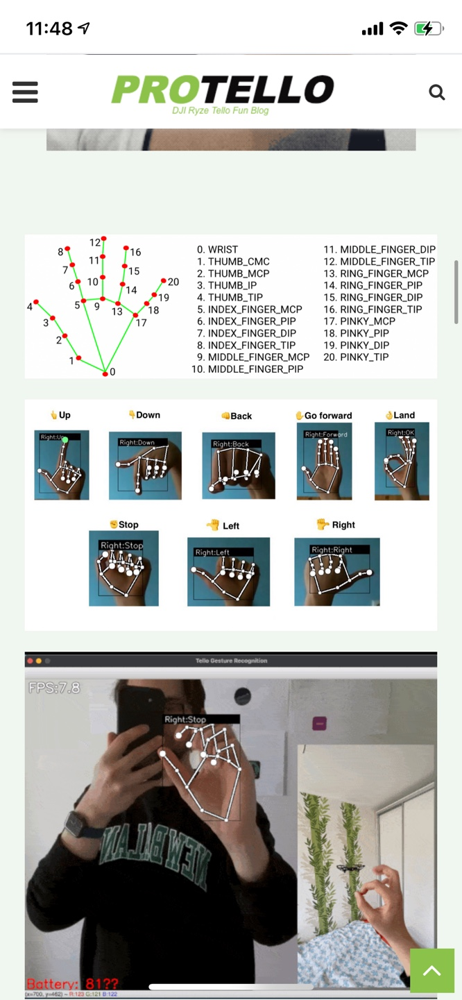 11:48
PROTELLO
DJI Ryze Tello Fun Blog
12
8
16
11
7
15
20
6
10
14
19
4
5
9
13
18
3
17
2
1
0
0. WRIST
1. THUMB_CMC
2. THUMB_MCP
3. THUMB_IP
4. THUMB_TIP
5. INDEX_FINGER_MCP
6. INDEX_FINGER_PIP
7. INDEX_FINGER_DIP
8. INDEX_FINGER_TIP
9. MIDDLE_FINGER_MCP
10. MIDDLE_FINGER_PIP
11. MIDDLE_FINGER_DIP
12. MIDDLE_FINGER_TIP
13. RING_FINGER_MCP
14. RING_FINGER_PIP
15. RING_FINGER_DIP
16. RING_FINGER_TIP
17. PINKY_MCP
18. PINKY_PIP
19. PINKY_DIP
20. PINKY_TIP
👆Up
👇Down
👊Back
✋Go forward
👌Land
Right:Up
Right:Down
Right:Back
Right:Forward
Right:OK
✊Stop
Left
Right
Right:Stop
Right:Left
Right:Right
Tello Gesture Recognition
FPS:7.8
Right:Stop
NEWBTLAN
Battery: 81??
(x=700, y=462) ~ R:123 G:121 B:122